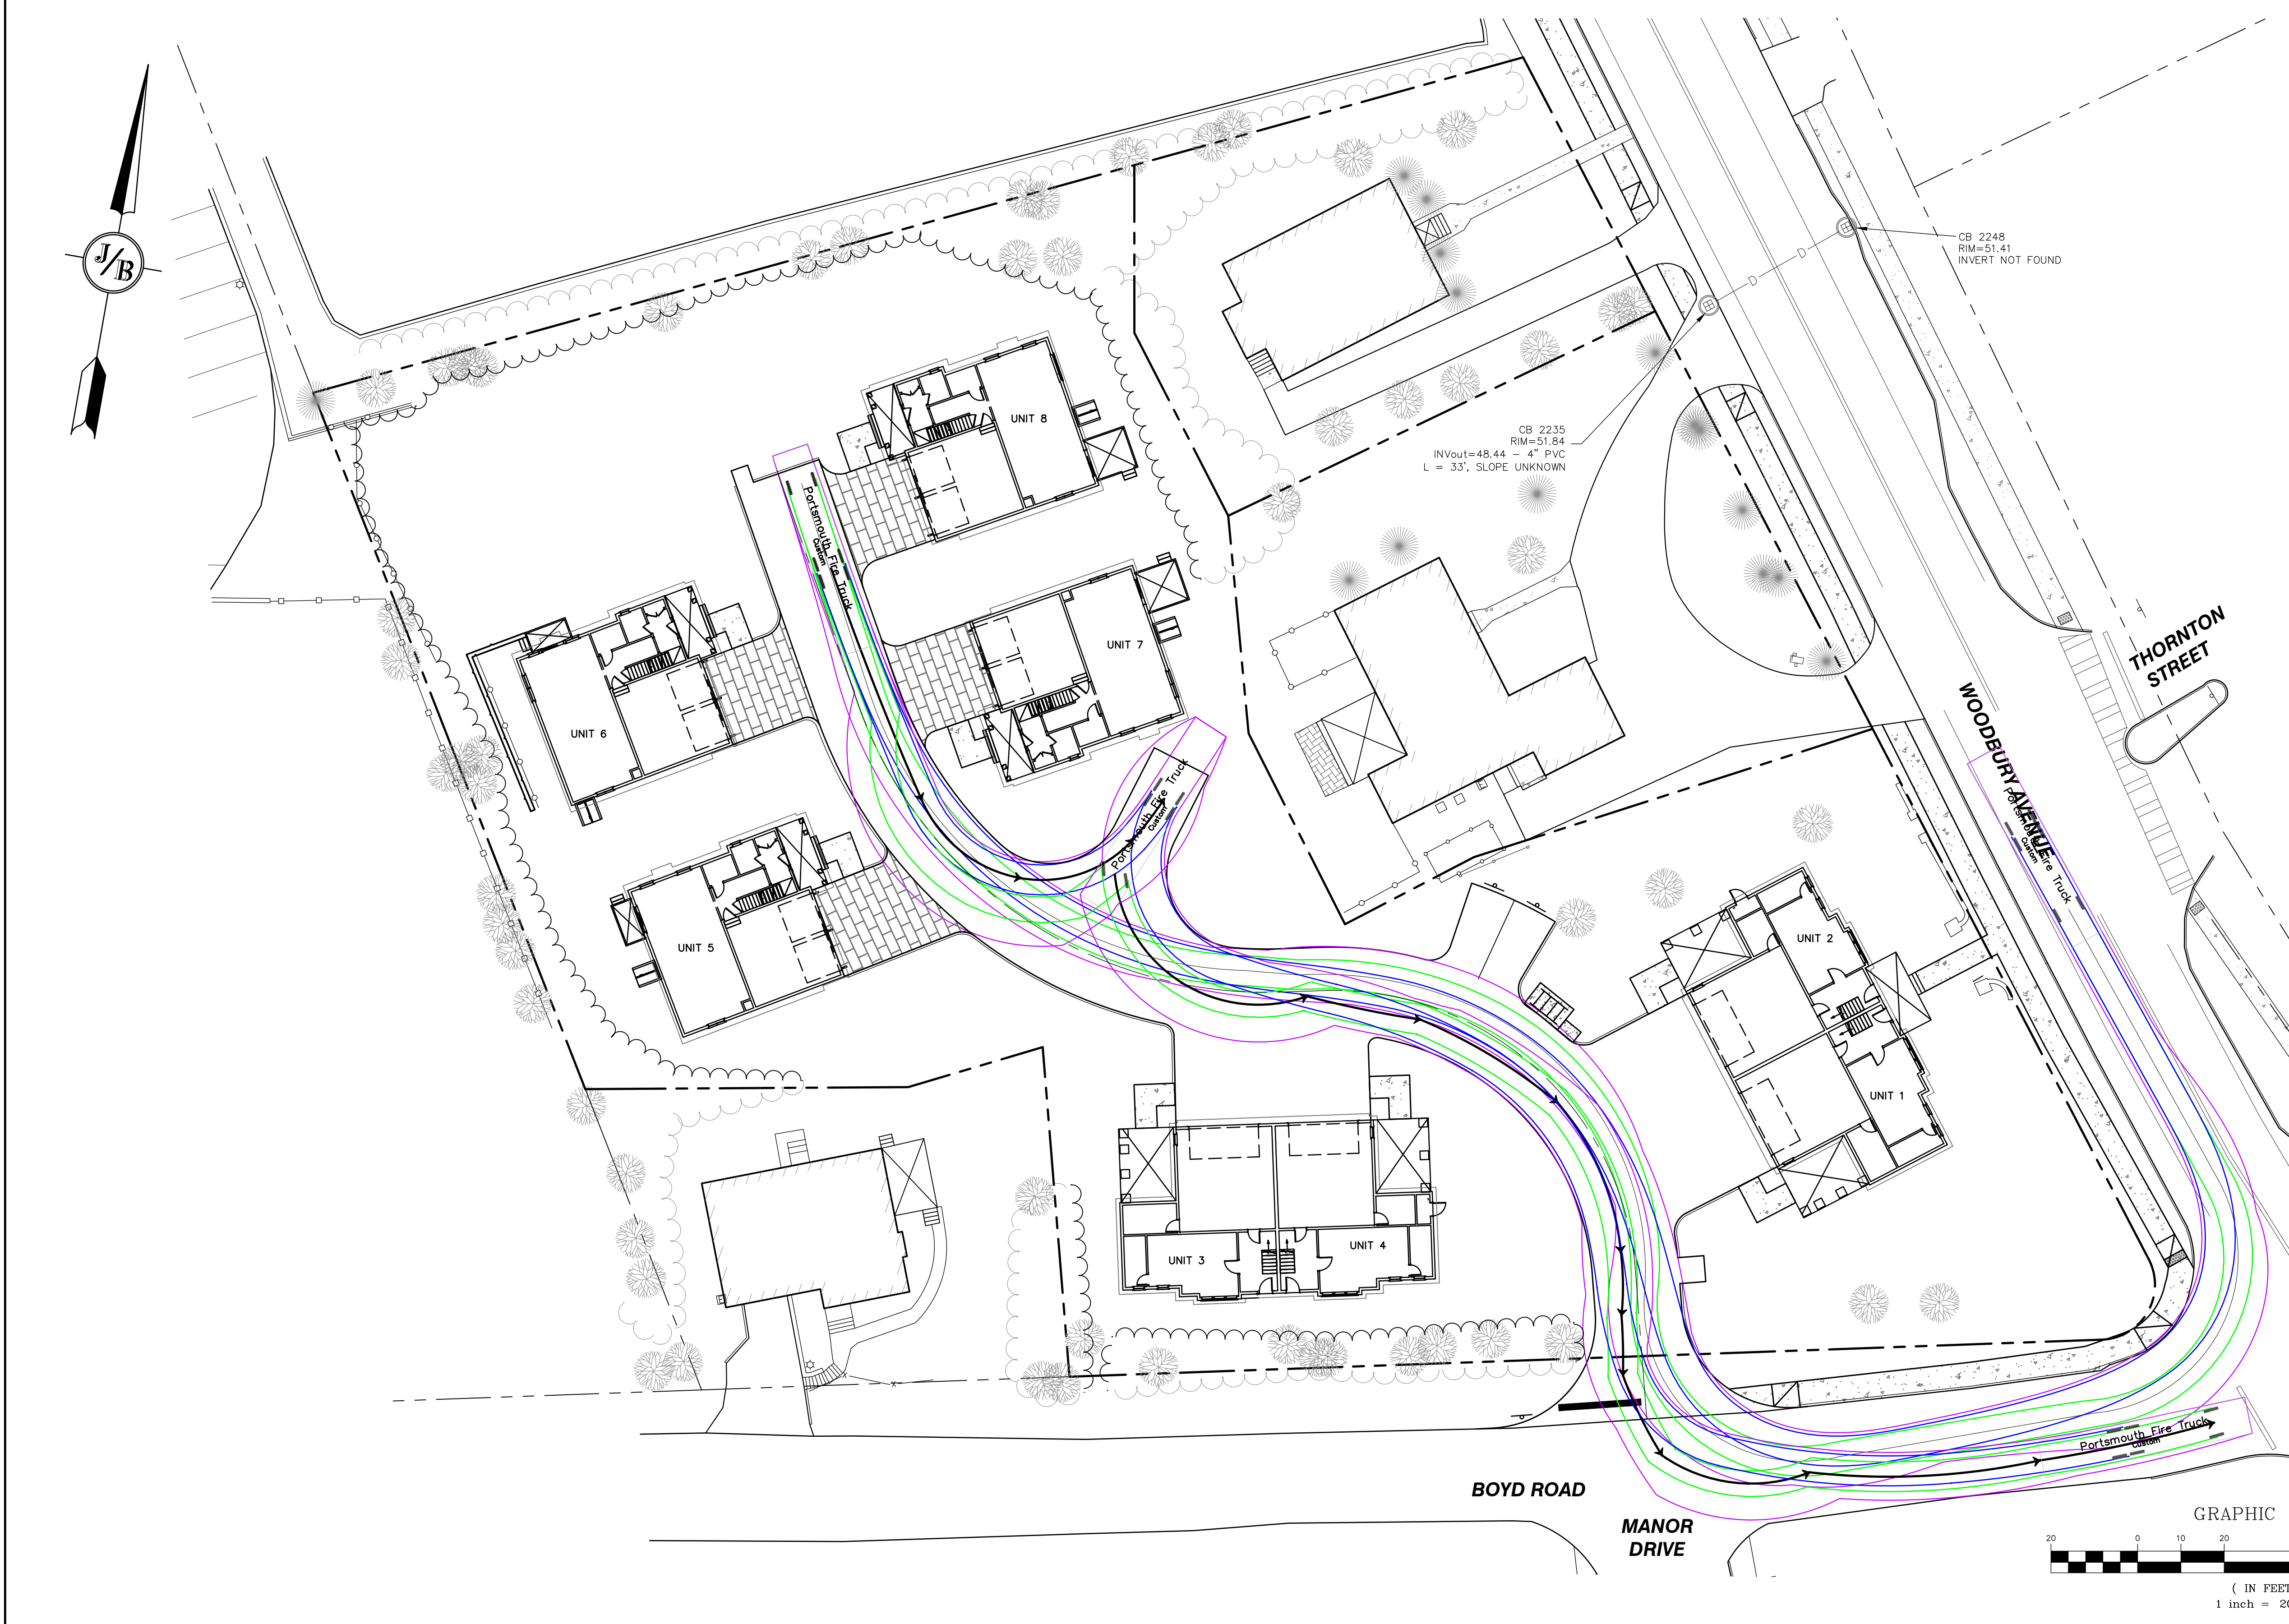 J/B
CB 2248
RIM=51.41
INVERT NOT FOUND
D
D
D
CB 2235
RIM=51.84
INVout=48.44 - 4" PVC
L = 33', SLOPE UNKNOWN
UNIT 8
Portsmouth Fire Truck
Custom
UNIT 7
UNIT 6
THORNTON
STREET
WOODBURY AVENUE
Portsmouth Fire Truck
Custom
Portsmouth Fire Truck
Custom
UNIT 5
UNIT 2
UNIT 1
UNIT 3
UNIT 4
X
X
Portsmouth Fire Truck
Custom
BOYD ROAD
MANOR
DRIVE
GRAPHIC
20
0
10
20
( IN FEET
1 inch = 20